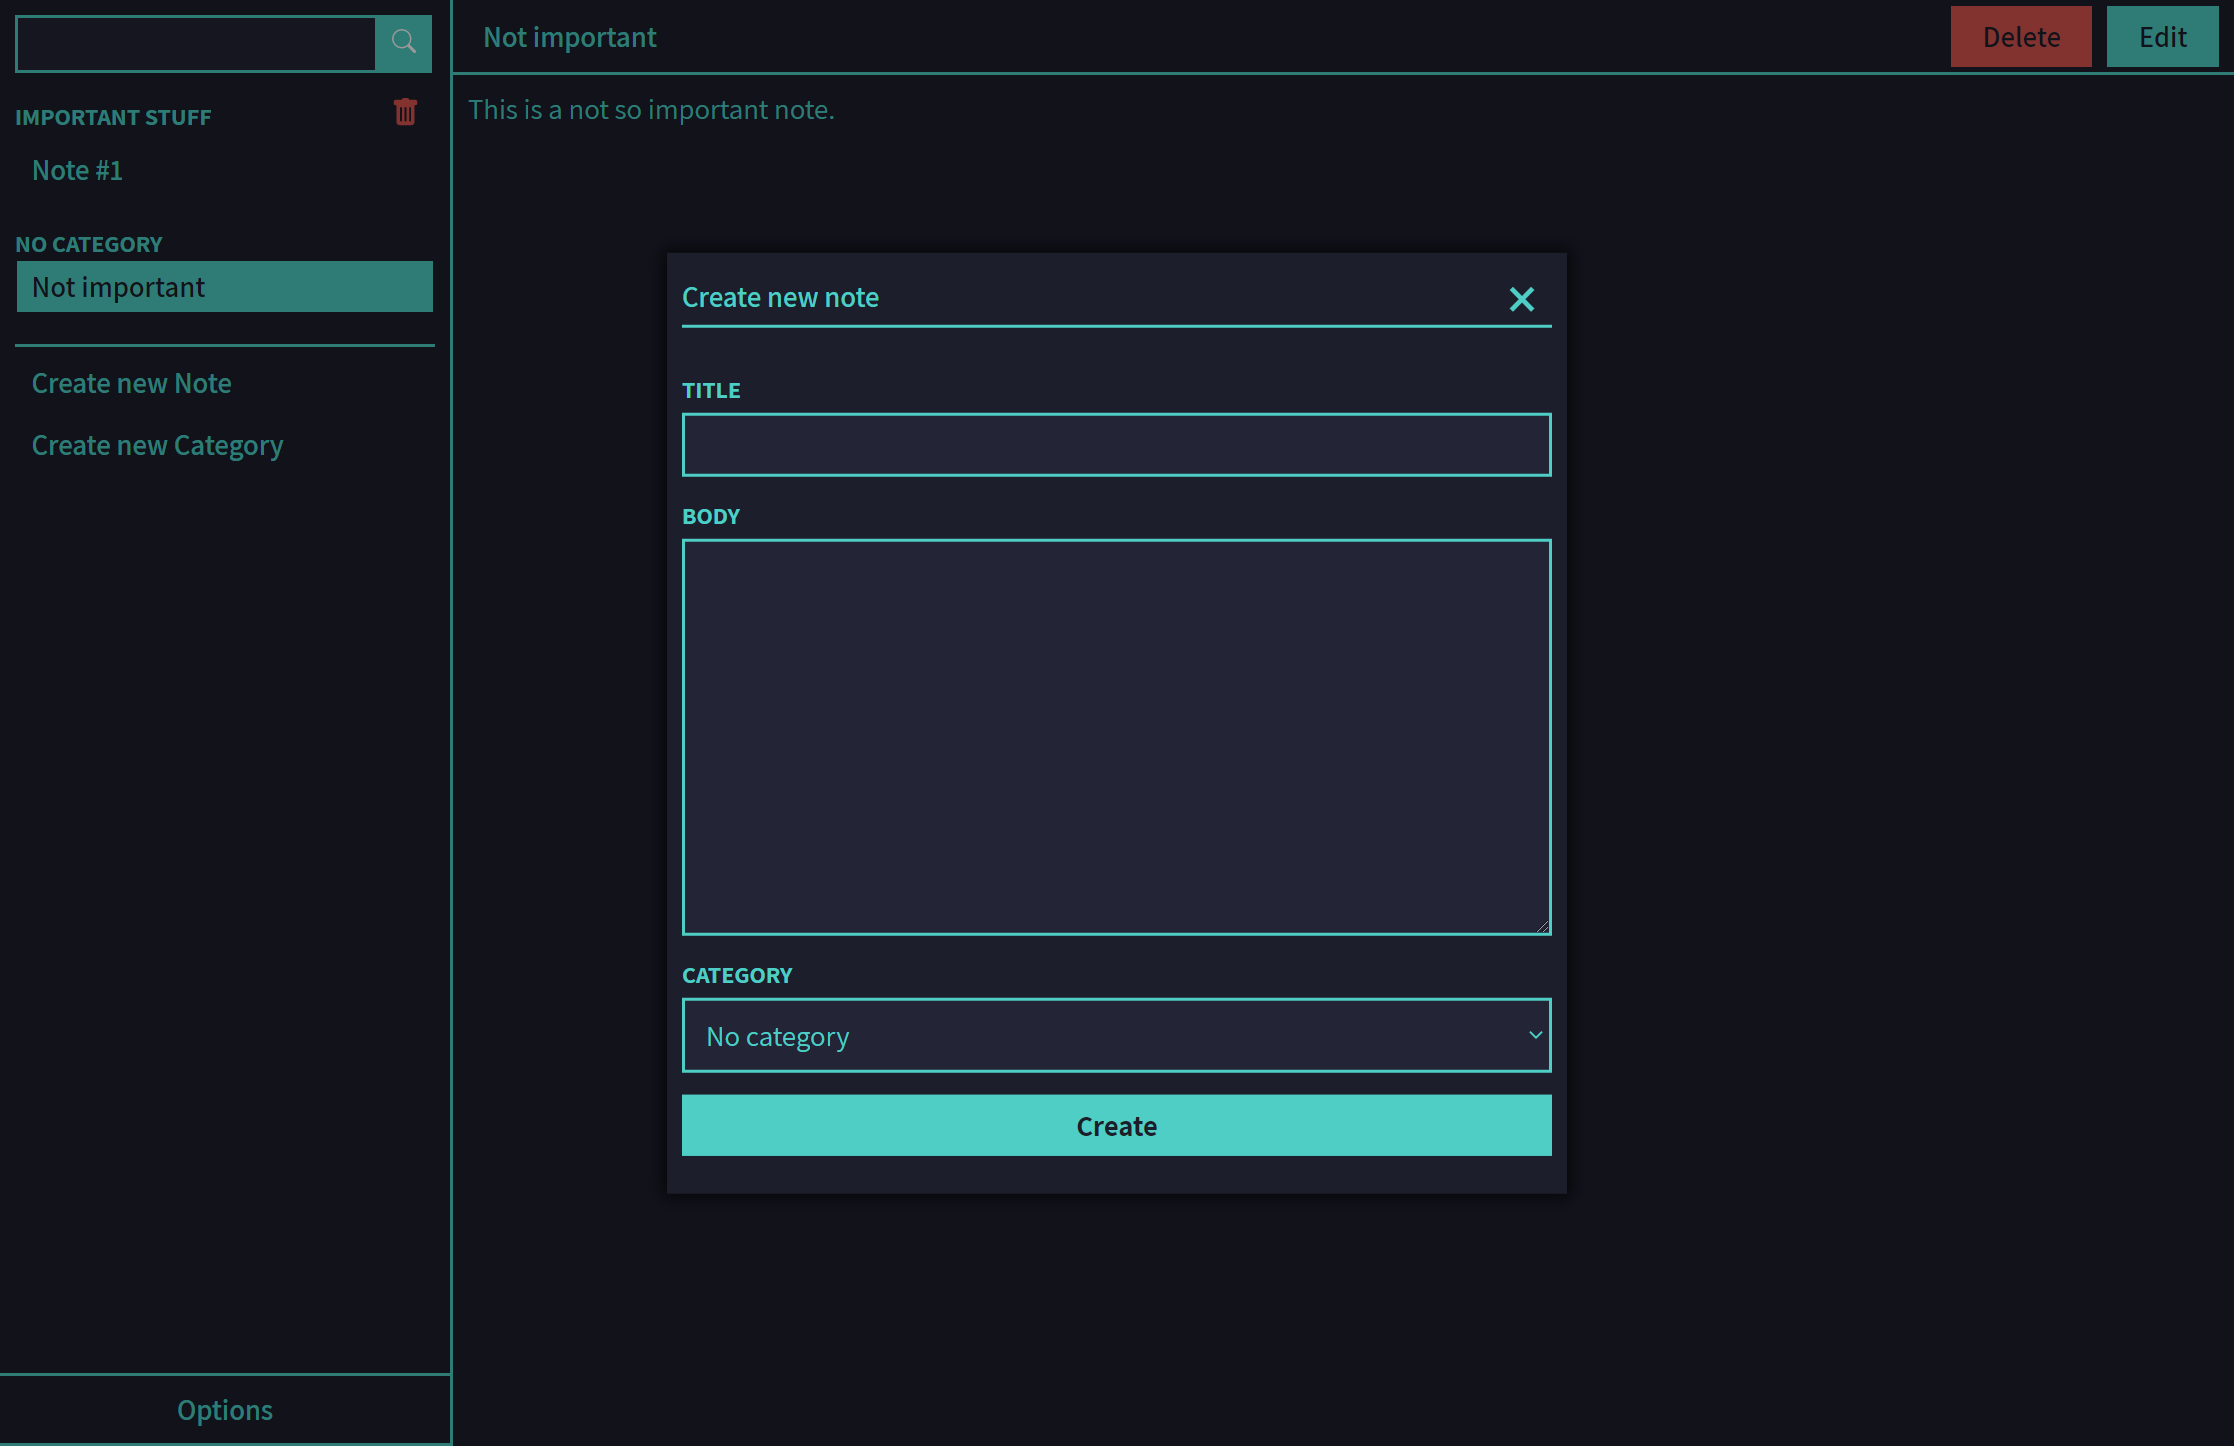 IMPORTANT STUFF
Note #1
NO CATEGORY
Not important
Create new Note
Create new Category
Options
Not important
Delete
Edit
This is a not so important note.
Create new note
TITLE
BODY
CATEGORY
No category
Create